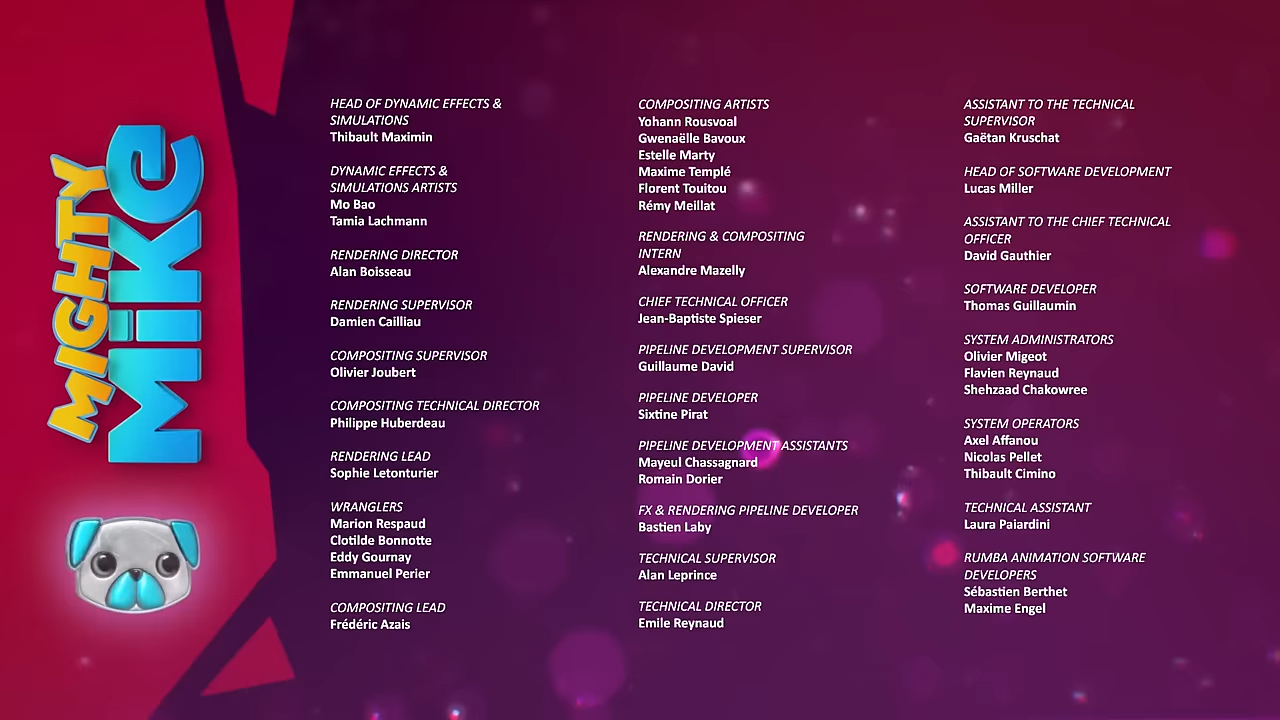 MIGHTY
MiKe
HEAD OF DYNAMIC EFFECTS &
SIMULATIONS
Thibault Maximin
DYNAMIC EFFECTS &
SIMULATIONS ARTISTS
Mo Bao
Tamia Lachmann
RENDERING DIRECTOR
Alan Boisseau
RENDERING SUPERVISOR
Damien Cailliau
COMPOSITING SUPERVISOR
Olivier Joubert
COMPOSITING TECHNICAL DIRECTOR
Philippe Huberdeau
RENDERING LEAD
Sophie Letonturier
WRANGLERS
Marion Respaud
Clotilde Bonnotte
Eddy Gournay
Emmanuel Perier
COMPOSITING LEAD
Frédéric Azais
COMPOSITING ARTISTS
Yohann Rousvoal
Gwenaëlle Bavoux
Estelle Marty
Maxime Templé
Florent Touitou
Rémy Meillat
RENDERING & COMPOSITING
INTERN
Alexandre Mazelly
CHIEF TECHNICAL OFFICER
Jean-Baptiste Spieser
PIPELINE DEVELOPMENT SUPERVISOR
Guillaume David
PIPELINE DEVELOPER
Sixtine Pirat
PIPELINE DEVELOPMENT ASSISTANTS
Mayeul Chassagnard
Romain Dorier
FX & RENDERING PIPELINE DEVELOPER
Bastien Laby
TECHNICAL SUPERVISOR
Alan Leprince
TECHNICAL DIRECTOR
Emile Reynaud
ASSISTANT TO THE TECHNICAL
SUPERVISOR
Gaëtan Kruschat
HEAD OF SOFTWARE DEVELOPMENT
Lucas Miller
ASSISTANT TO THE CHIEF TECHNICAL
OFFICER
David Gauthier
SOFTWARE DEVELOPER
Thomas Guillaumin
SYSTEM ADMINISTRATORS
Olivier Migeot
Flavien Reynaud
Shehzaad Chakowree
SYSTEM OPERATORS
Axel Affanou
Nicolas Pellet
Thibault Cimino
TECHNICAL ASSISTANT
Laura Paiardini
RUMBA ANIMATION SOFTWARE
DEVELOPERS
Sébastien Berthet
Maxime Engel